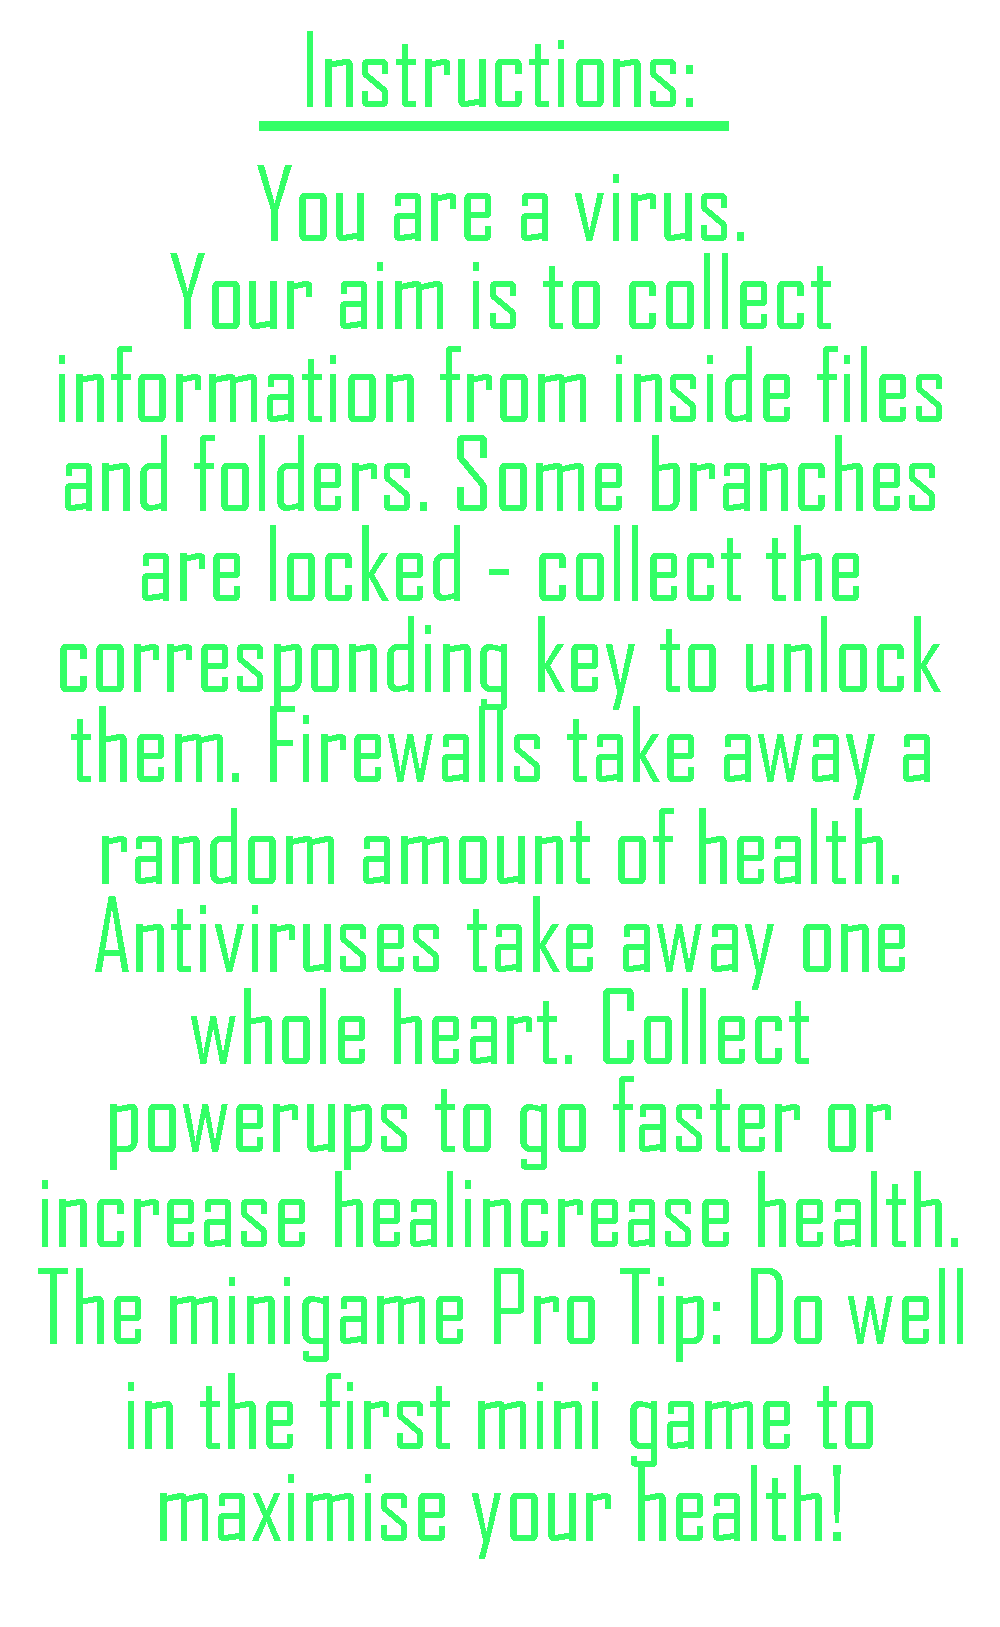 Instructions:
You are a virus.
Your aim is to collect
information from inside files
and folders. Some branches
are locked - collect the
corresponding key to unlock
them. Firewalls take away a
random amount of health.
Antiviruses take away one
whole heart. Collect
powerups to go faster or
increase healincrease health.
The minigame Pro Tip: Do well
in the first mini game to
maximise your health!